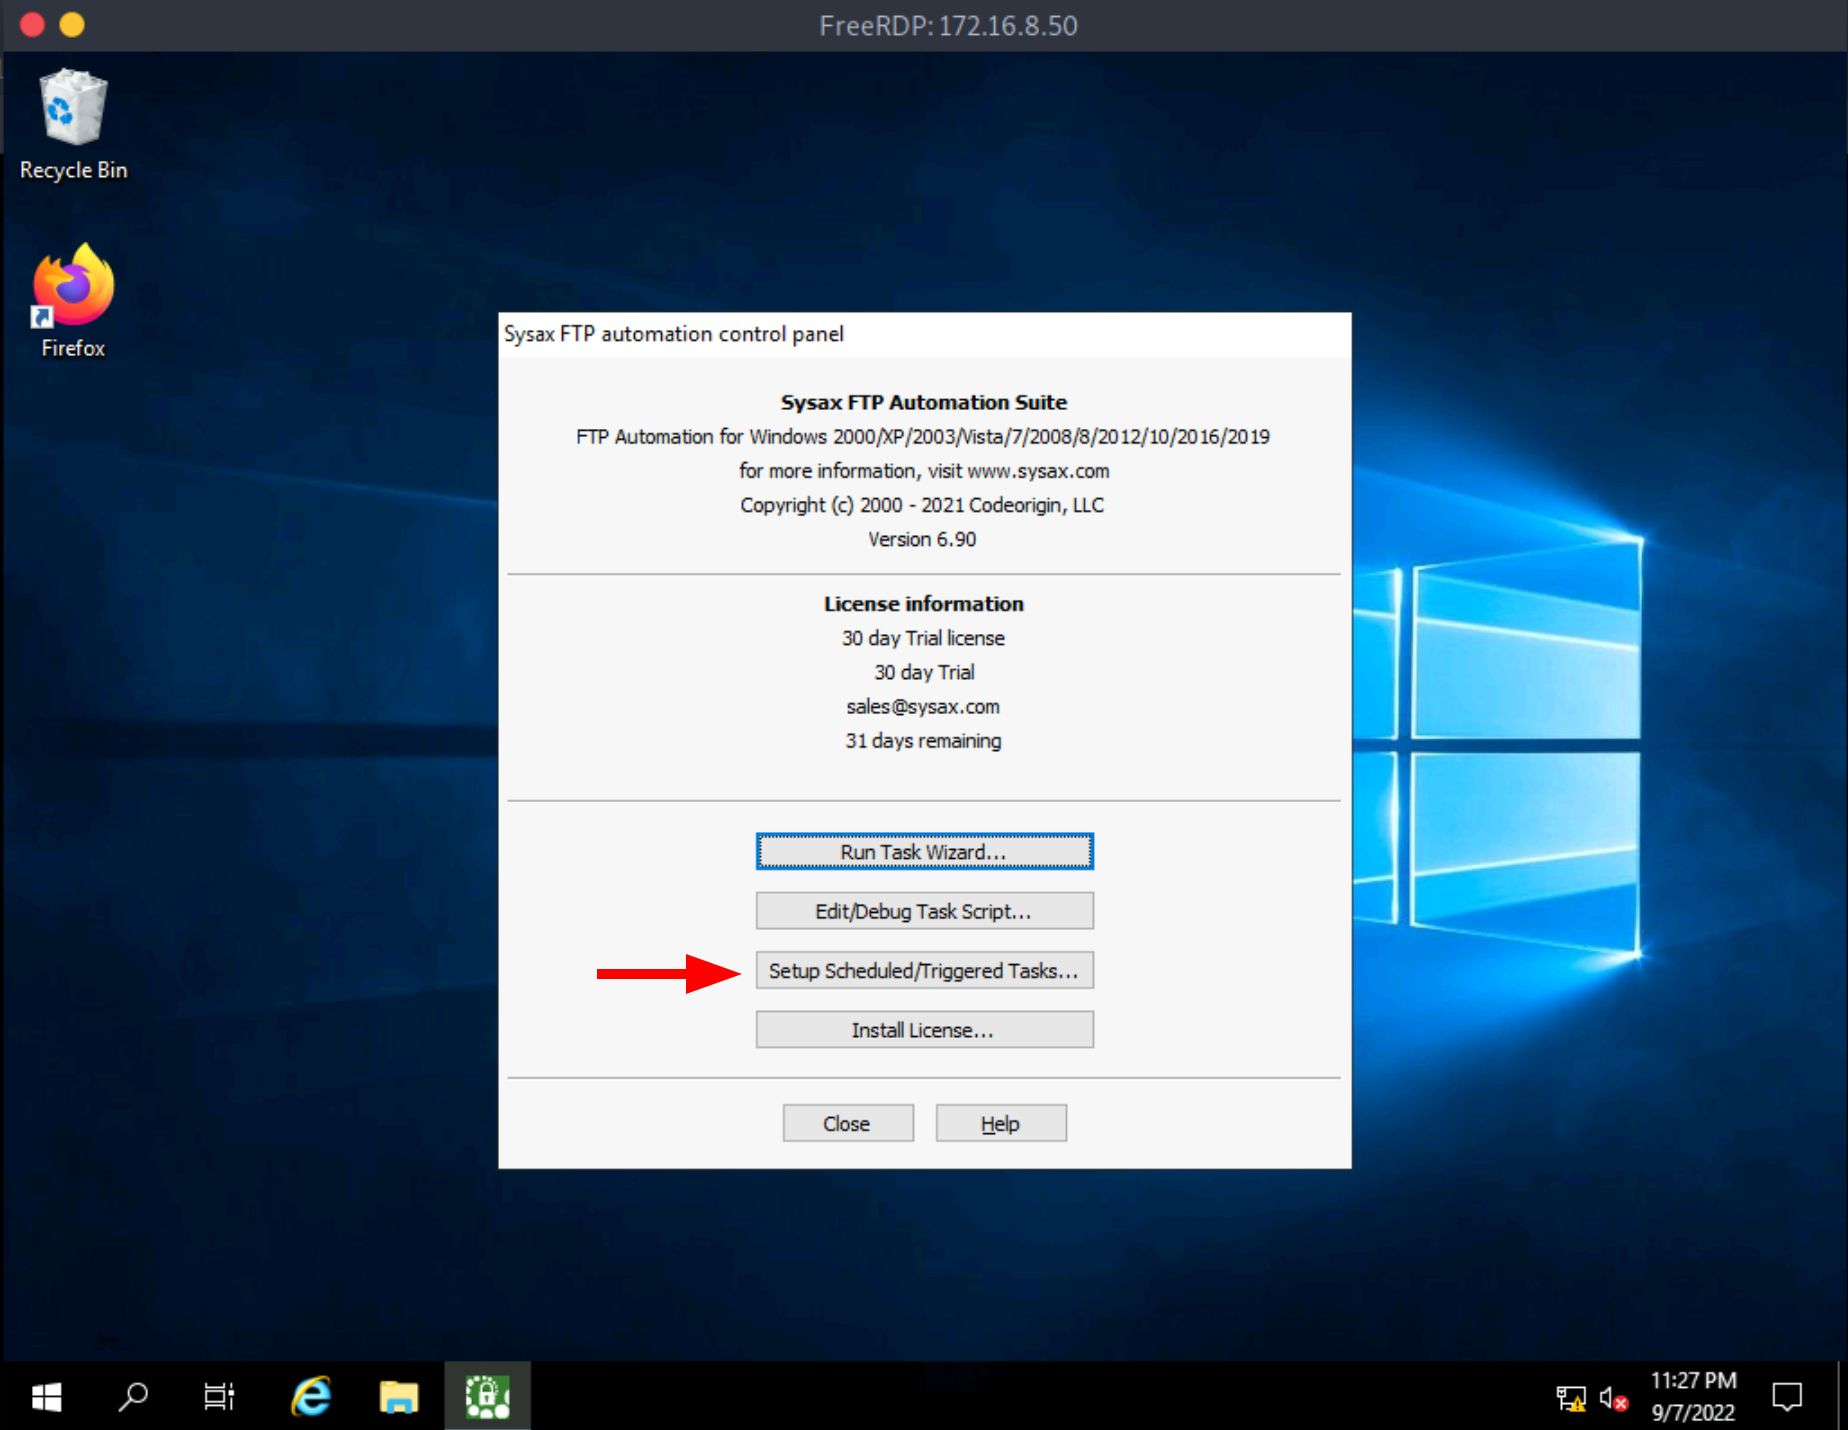 FreeRDP: 172.16.8.50
Recycle Bin
Firefox
Sysax FTP automation control panel
Sysax FTP Automation Suite
FTP Automation for Windows 2000/XP/2003/Vista/7/2008/8/2012/10/2016/2019
for more information, visit www.sysax.com
Copyright (c) 2000 - 2021 Codeorigin, LLC
Version 6.90
License information
30 day Trial license
30 day Trial
sales@sysax.com
31 days remaining
Run Task Wizard...
Edit/Debug Task Script...
Setup Scheduled/Triggered Tasks...
Install License...
Close
Help
11:27 PM
9/7/2022